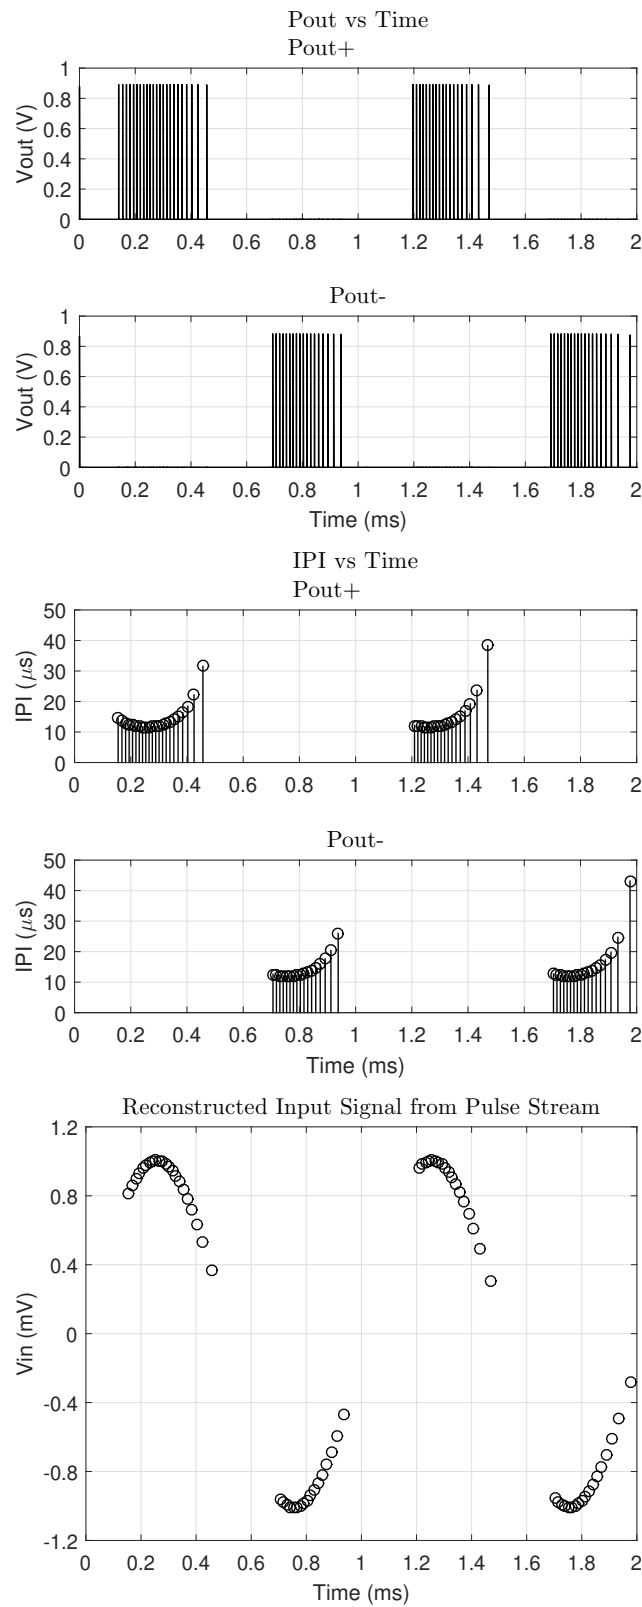 Pout vs Time
Pout+
1
0.8
0.6
0.4
0.2
0
Vout (V)
0 0.2 0.4 0.6 0.8 1 1.2 1.4 1.6 1.8 2
Pout-
1
0.8
0.6
0.4
0.2
0
Vout (V)
0 0.2 0.4 0.6 0.8 1 1.2 1.4 1.6 1.8 2
Time (ms)
IPI vs Time
Pout+
50
40
30
20
10
0
IPI (μs)
0 0.2 0.4 0.6 0.8 1 1.2 1.4 1.6 1.8 2
Pout-
50
40
30
20
10
0
IPI (μs)
0 0.2 0.4 0.6 0.8 1 1.2 1.4 1.6 1.8 2
Time (ms)
Reconstructed Input Signal from Pulse Stream
1.2
0.8
0.4
0
-0.4
-0.8
-1.2
Vin (mV)
0 0.2 0.4 0.6 0.8 1 1.2 1.4 1.6 1.8 2
Time (ms)